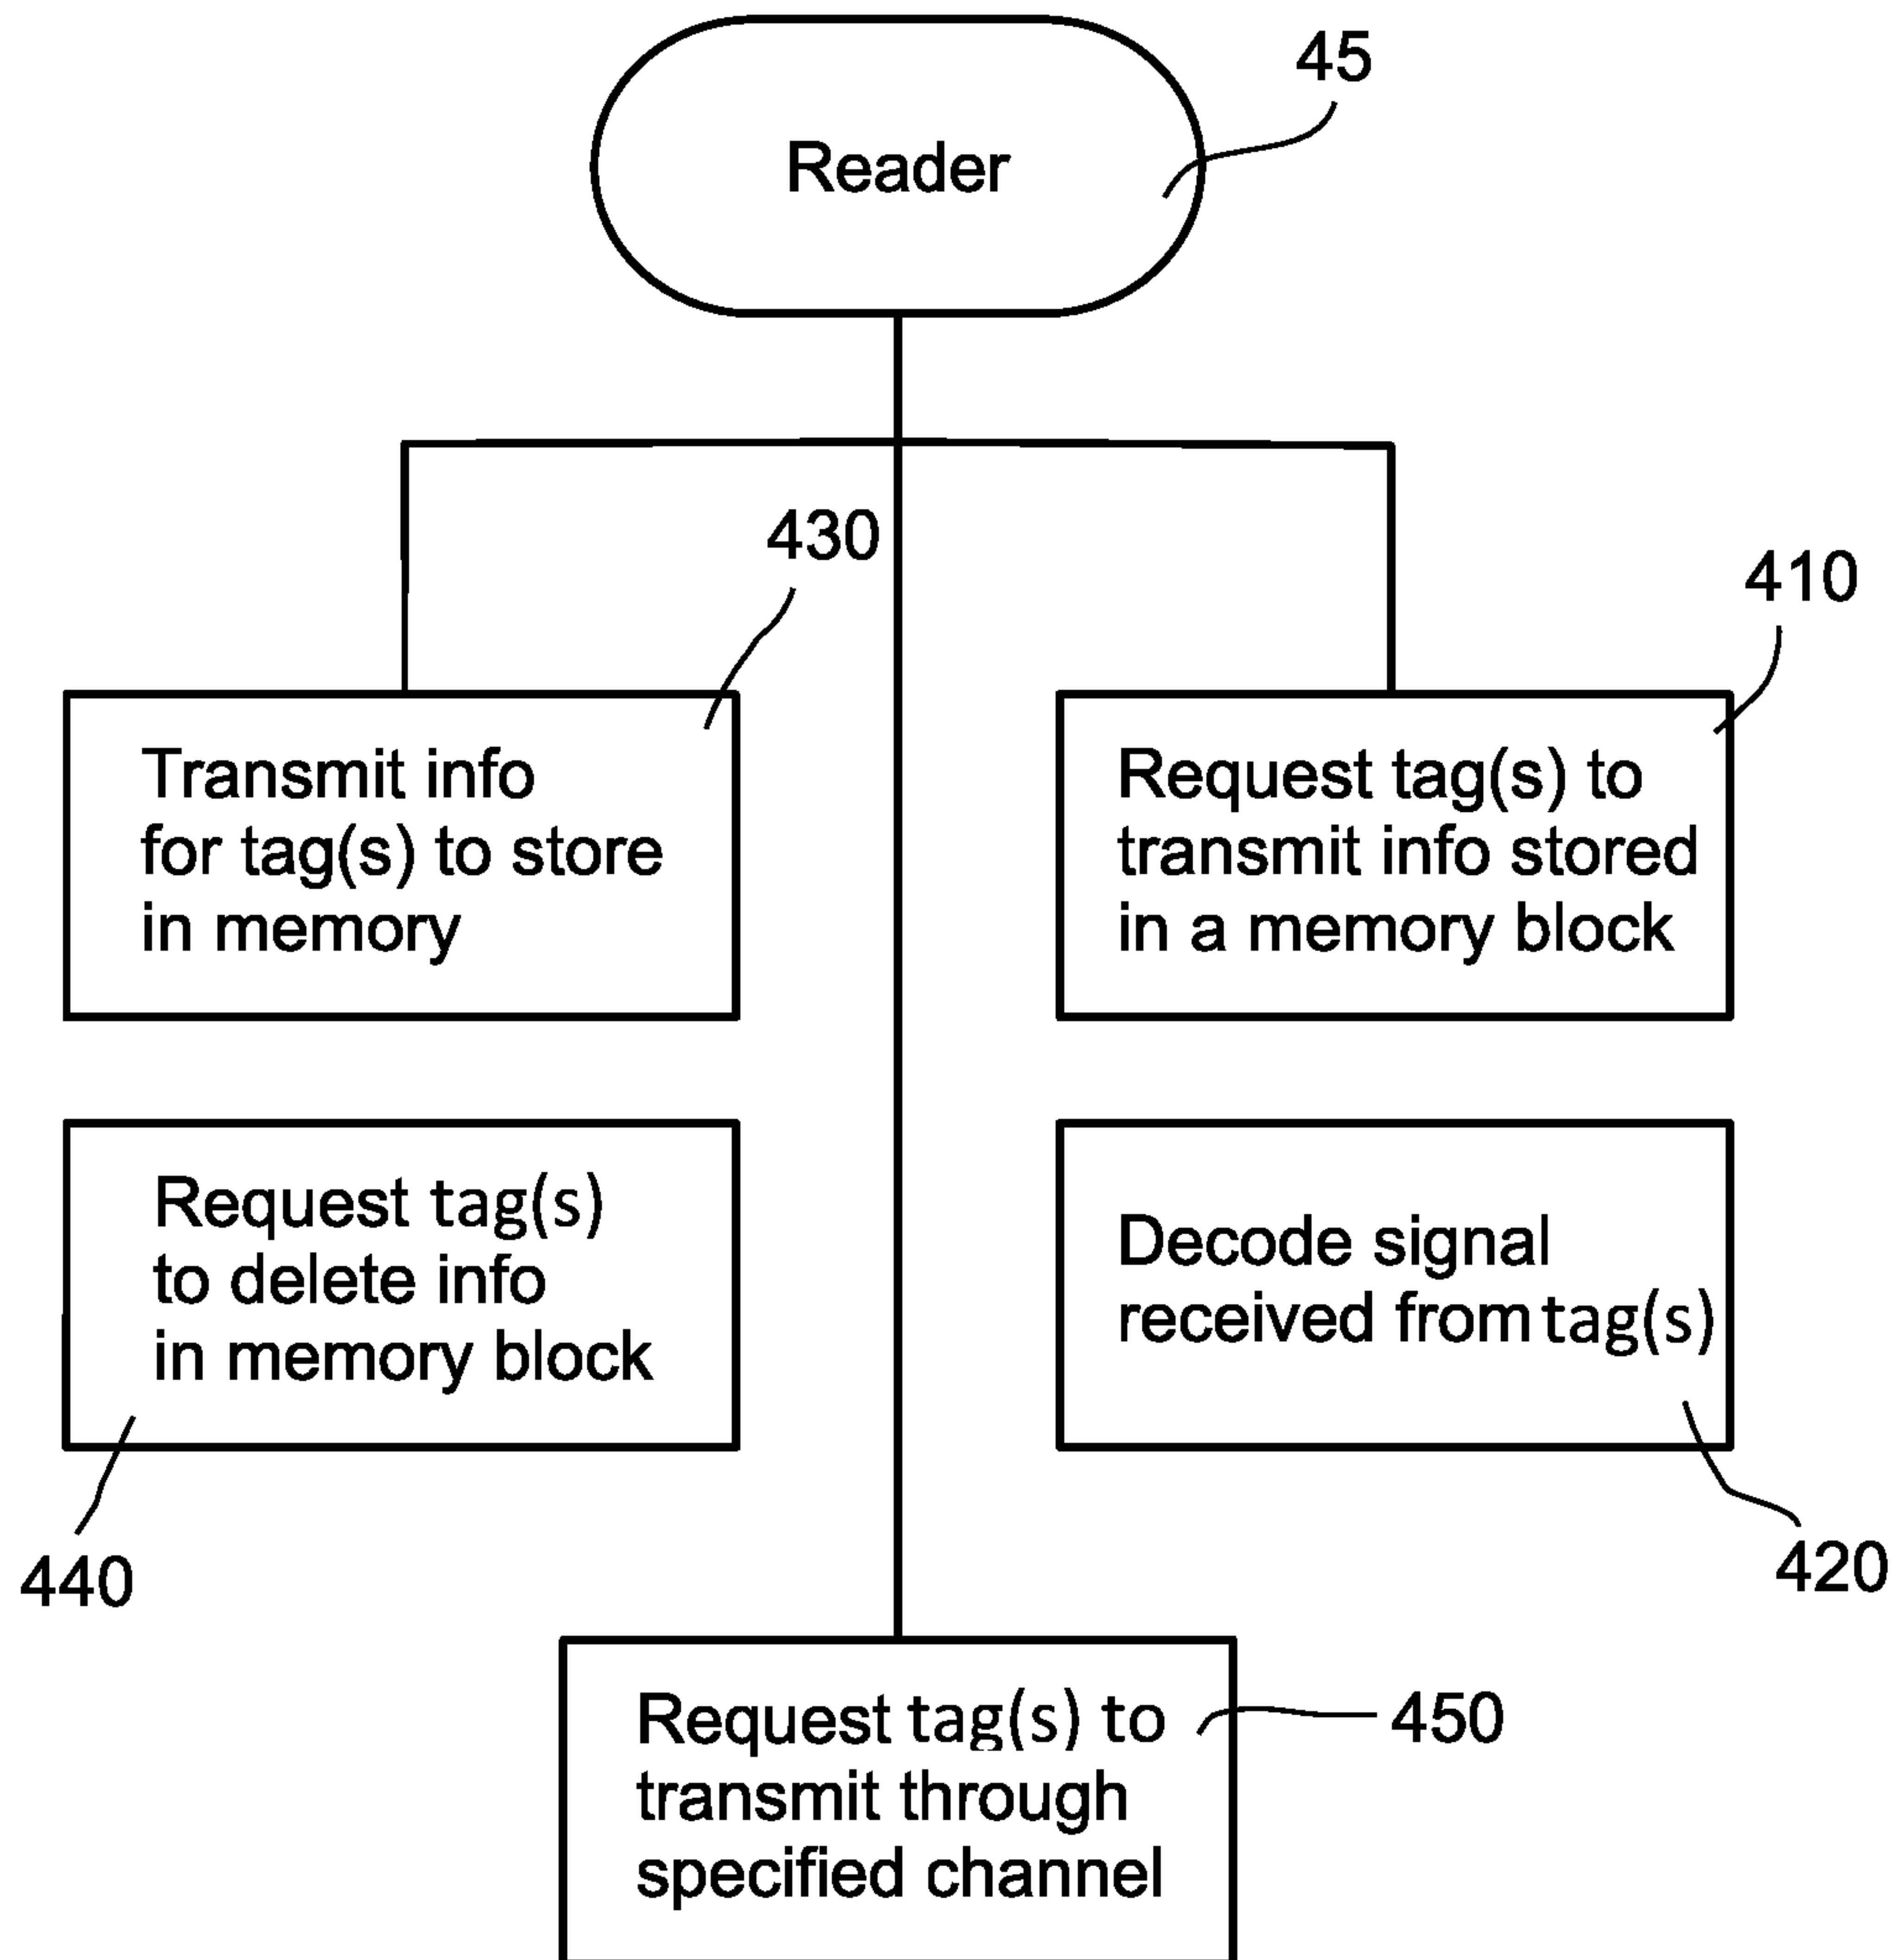 45
Reader
430
410
Transmit info
for tag(s) to store
in memory
Request tag(s) to
transmit info stored
in a memory block
Request tag(s)
to delete info
in memory block
Decode signal
received from tag(s)
440
420
Request tag(s) to
transmit through
specified channel
450